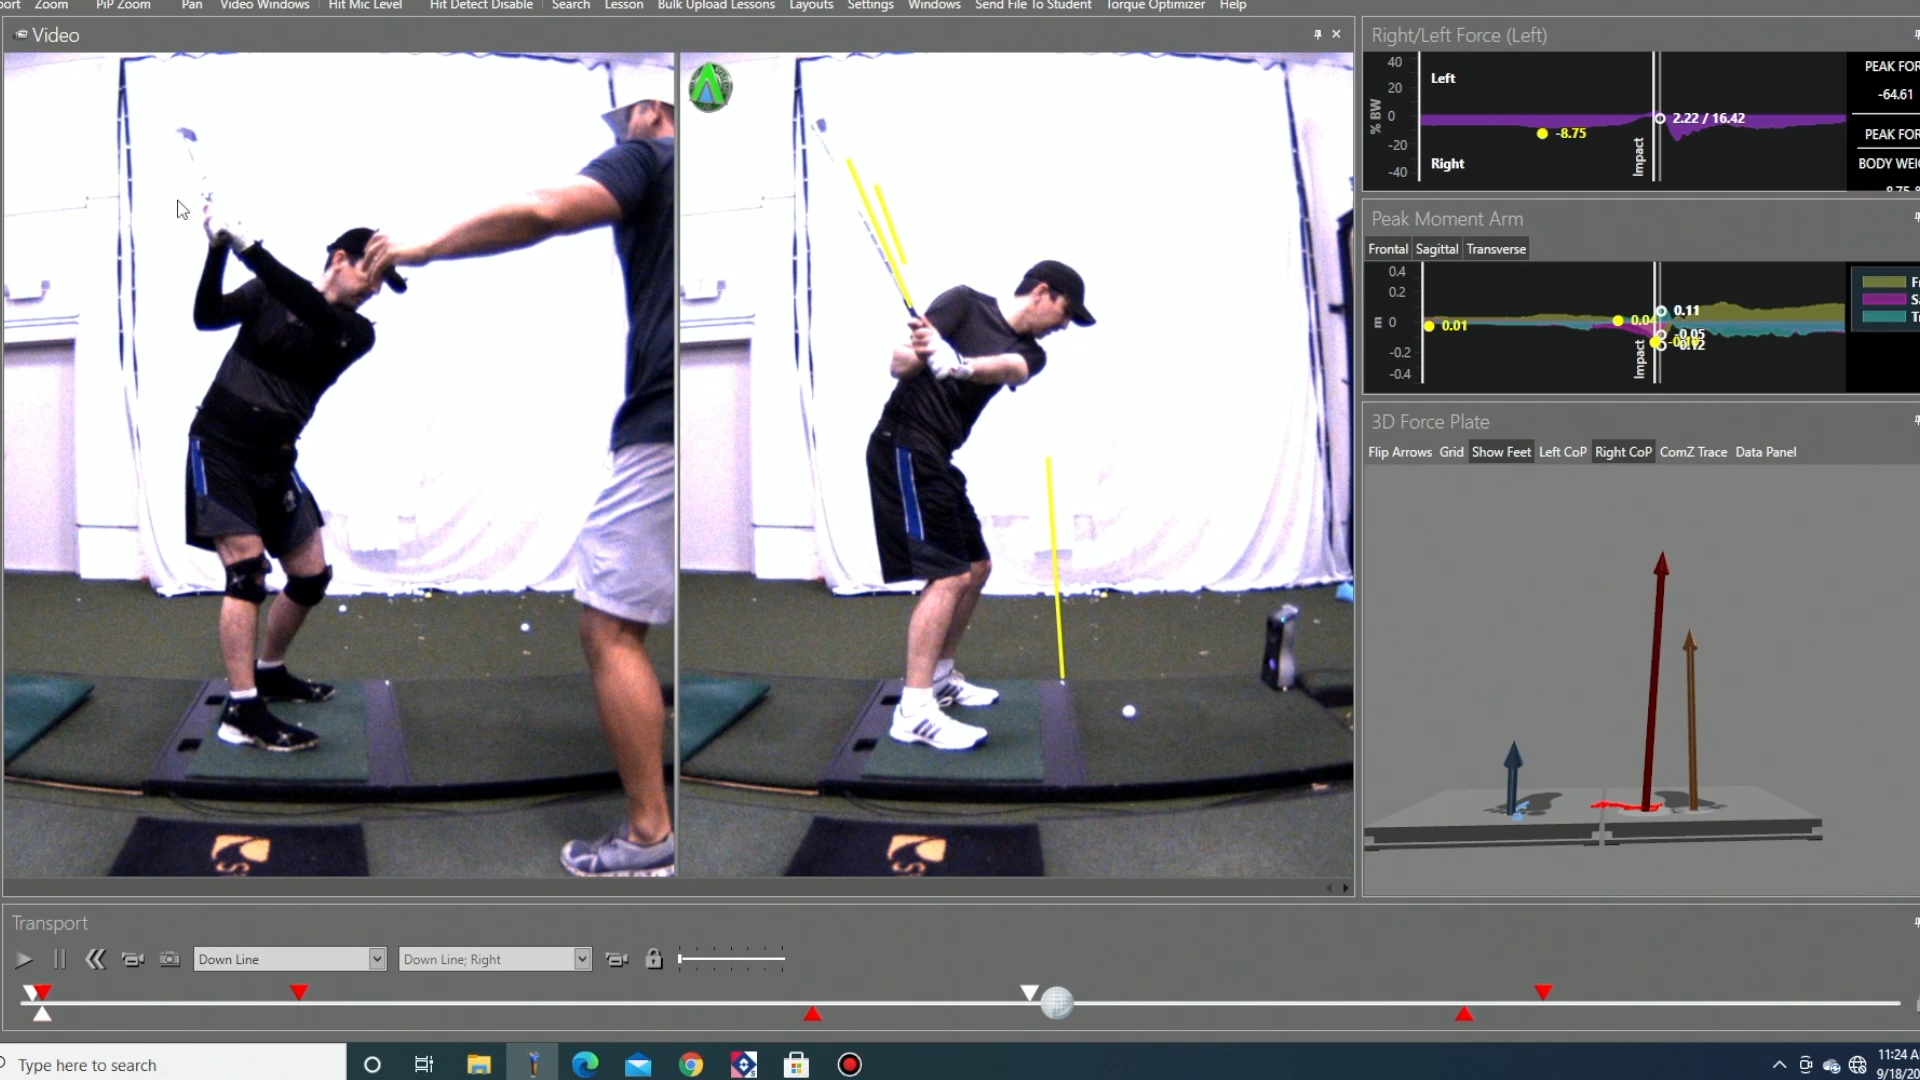 Zoom PiP Zoom Pan Video Windows Hit Mic Level Hit Detect Disable Search Lesson Bulk Upload Lessons Layouts Settings Windows Send File To Student Torque Optimizer Help
Video
Right/Left Force (Left)
% BW
40
20
0
-20
-40
Left
Right
-8.75
Impact
2.22 / 16.42
PEAK FOR
-64.61
PEAK FOR
BODY WEI
Peak Moment Arm
Frontal Sagittal Transverse
m
0.4
0.2
0
-0.2
-0.4
0.01
0.04
Impact
0.11
-0.05
3D Force Plate
Flip Arrows Grid Show Feet Left CoP Right CoP ComZ Trace Data Panel
Transport
Down Line
Down Line; Right
Type here to search
11:24 A
9/18/20